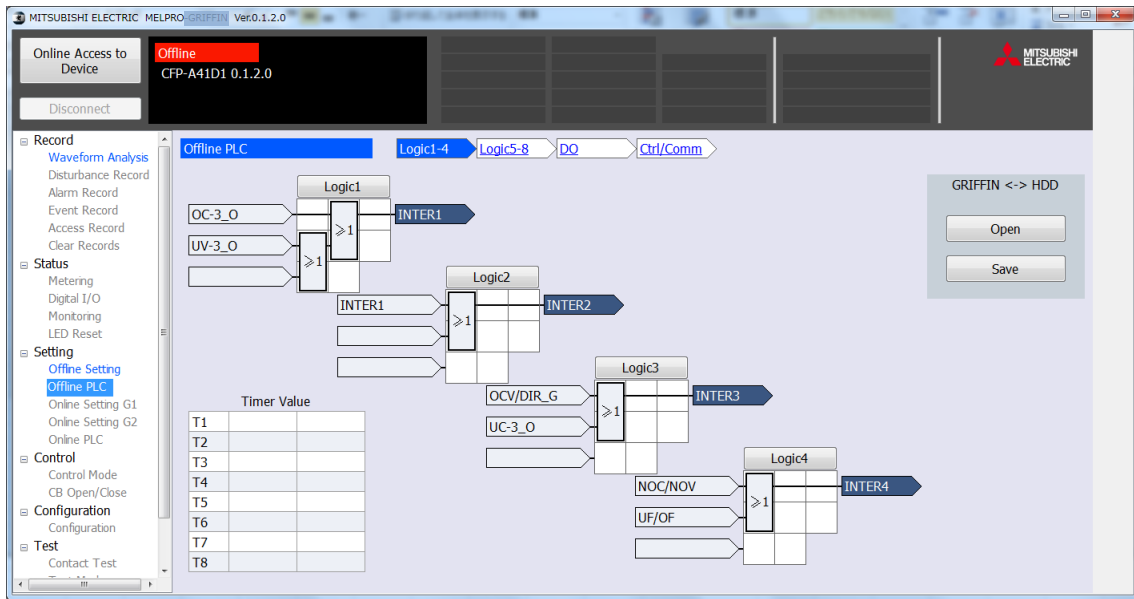 MITSUBISHI ELECTRIC MELPRO-GRIFFIN Ver.0.1.2.0
Online Access to
Device
Disconnect
Offline
CFP-A41D1 0.1.2.0
MITSUBISHI
ELECTRIC
Record
Waveform Analysis
Disturbance Record
Alarm Record
Event Record
Access Record
Clear Records
Status
Metering
Digital I/O
Monitoring
LED Reset
Setting
Offline Setting
Offline PLC
Online Setting G1
Online Setting G2
Online PLC
Control
Control Mode
CB Open/Close
Configuration
Configuration
Test
Contact Test
Offline PLC
Logic1-4
Logic5-8
DO
Ctrl/Comm
Logic1
OC-3_O
UV-3_O
≥1
≥1
INTER1
Logic2
INTER1
≥1
INTER2
Logic3
OCV/DIR_G
UC-3_O
≥1
INTER3
Logic4
NOC/NOV
UF/OF
≥1
INTER4
Timer Value
T1
T2
T3
T4
T5
T6
T7
T8
GRIFFIN <-> HDD
Open
Save